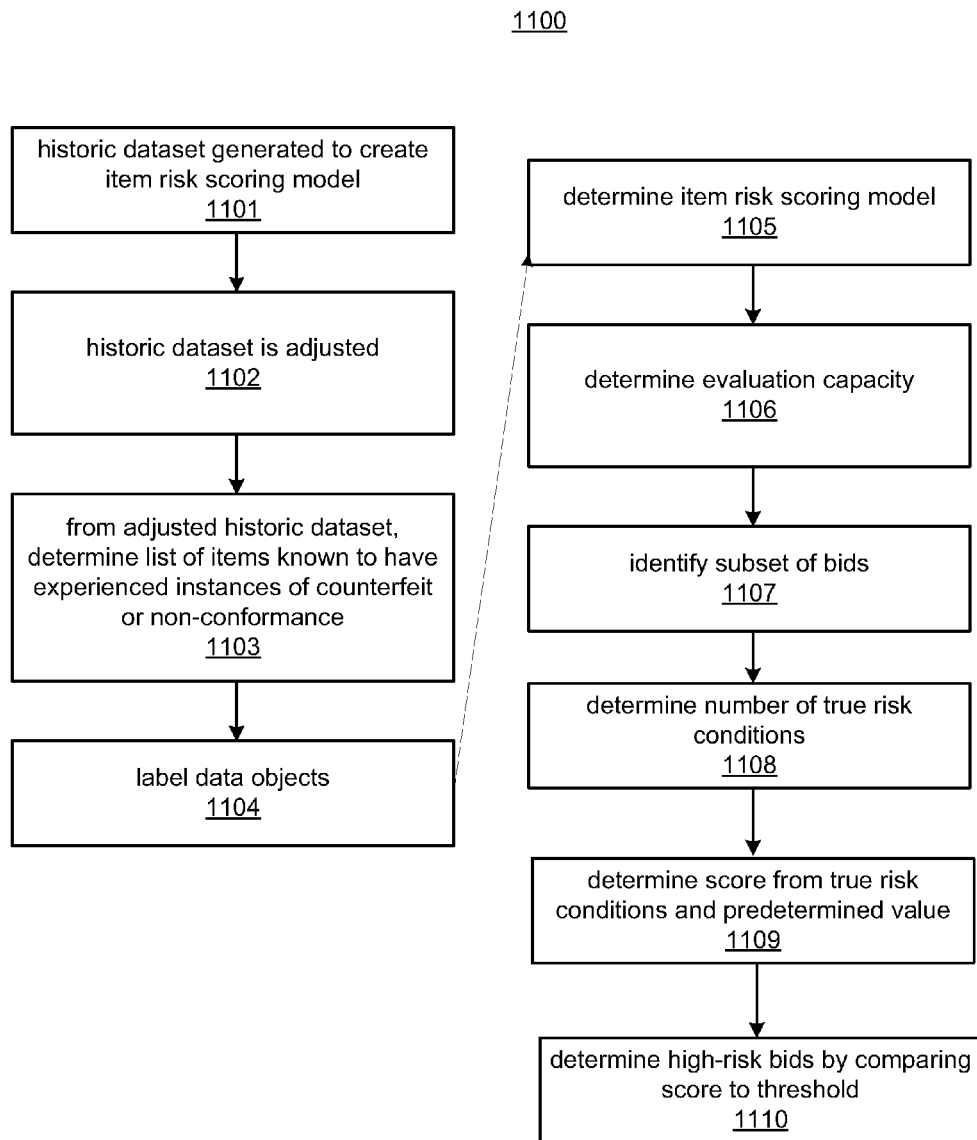 1100
historic dataset generated to create
item risk scoring model
1101
historic dataset is adjusted
1102
from adjusted historic dataset,
determine list of items known to have
experienced instances of counterfeit
or non-conformance
1103
label data objects
1104
determine item risk scoring model
1105
determine evaluation capacity
1106
identify subset of bids
1107
determine number of true risk
conditions
1108
determine score from true risk
conditions and predetermined value
1109
determine high-risk bids by comparing
score to threshold
1110